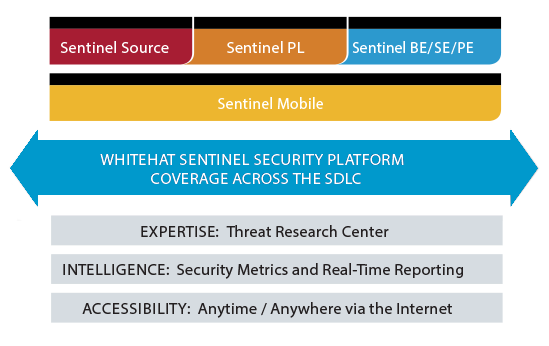 Sentinel Source
Sentinel PL
Sentinel BE/SE/PE
Sentinel Mobile
WHITEHAT SENTINEL SECURITY PLATFORM
COVERAGE ACROSS THE SDLC
EXPERTISE: Threat Research Center
INTELLIGENCE: Security Metrics and Real-Time Reporting
ACCESSIBILITY: Anytime / Anywhere via the Internet